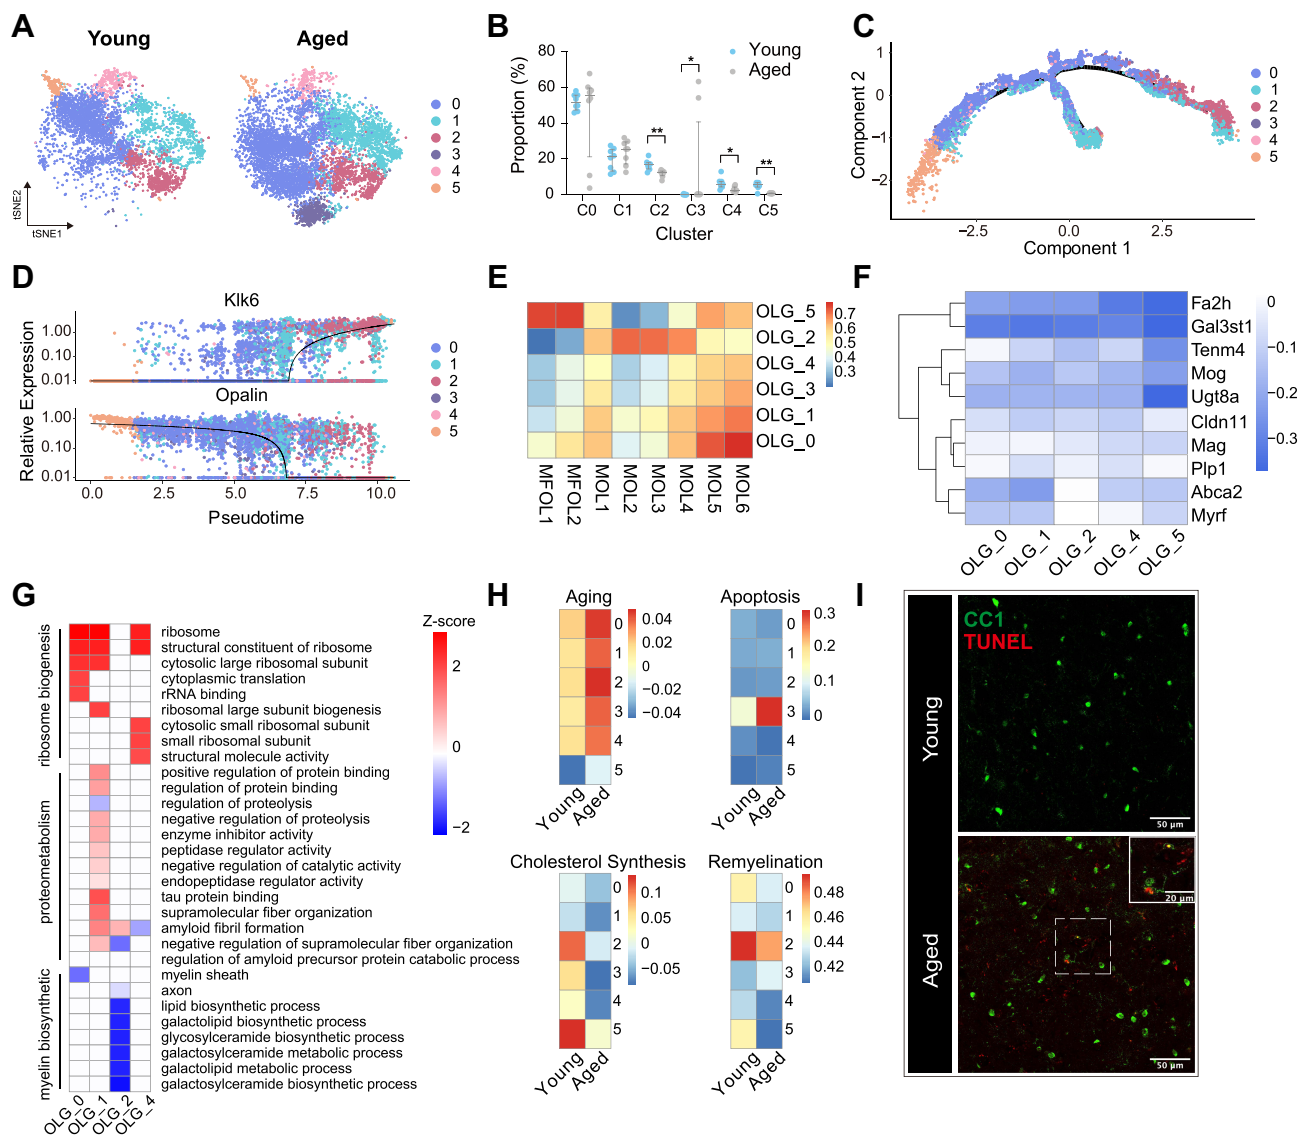 A
Young
Aged
0
1
2
3
4
5
tSNE2
tSNE1
B
Proportion (%)
80
60
40
20
0
**
*
*
**
Young
Aged
C0 C1 C2 C3 C4 C5
Cluster
C
Component 2
1
0
−1
−2
−2.5 0.0 2.5
Component 1
0
1
2
3
4
5
D
Relative Expression
Klk6
1.00
0.10
0.01
Opalin
1.00
0.10
0.01
0.0 2.5 5.0 7.5 10.0
Pseudotime
0
1
2
3
4
5
E
OLG_5
OLG_2
OLG_4
OLG_3
OLG_1
OLG_0
MFOL1 MFOL2 MOL1 MOL2 MOL3 MOL4 MOL5 MOL6
0.7
0.6
0.5
0.4
0.3
F
Fa2h
Gal3st1
Tenm4
Mog
Ugt8a
Cldn11
Mag
Plp1
Abca2
Myrf
OLG_0 OLG_1 OLG_2 OLG_4 OLG_5
0
−0.1
−0.2
−0.3
G
ribosome biogenesis
ribosome
structural constituent of ribosome
cytosolic large ribosomal subunit
cytoplasmic translation
rRNA binding
ribosomal large subunit biogenesis
cytosolic small ribosomal subunit
small ribosomal subunit
structural molecule activity
proteometabolism
positive regulation of protein binding
regulation of protein binding
regulation of proteolysis
negative regulation of proteolysis
enzyme inhibitor activity
peptidase regulator activity
negative regulation of catalytic activity
endopeptidase regulator activity
tau protein binding
supramolecular fiber organization
amyloid fibril formation
negative regulation of supramolecular fiber organization
regulation of amyloid precursor protein catabolic process
myelin biosynthetic
myelin sheath
axon
lipid biosynthetic process
galactolipid biosynthetic process
glycosylceramide biosynthetic process
galactosylceramide metabolic process
galactolipid metabolic process
galactosylceramide biosynthetic process
OLG_0 OLG_1 OLG_2 OLG_4
Z-score
2
0
−2
H
Aging
0
1
2
3
4
5
Young Aged
0.04
0.02
0
−0.02
−0.04
Apoptosis
0
1
2
3
4
5
Young Aged
0.3
0.2
0.1
0
Cholesterol Synthesis
0
1
2
3
4
5
Young Aged
0.1
0.05
0
−0.05
Remyelination
0
1
2
3
4
5
Young Aged
0.48
0.46
0.44
0.42
I
Young
CC1
TUNEL
50 µm
Aged
20 µm
50 µm